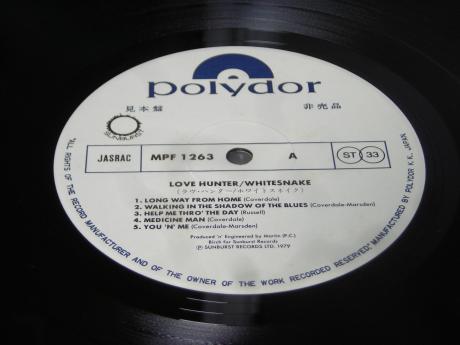 polydor
見本盤
非売品
SUNBURST
JASRAC
MPF 1263
A
ST 33
LOVE HUNTER/WHITESNAKE
(ラヴ・ハンター/ホワイトスネイク)
1. LONG WAY FROM HOME (Coverdale)
2. WALKING IN THE SHADOW OF THE BLUES (Coverdale-Marsden)
3. HELP ME THRO' THE DAY (Russell)
4. MEDICINE MAN (Coverdale)
5. YOU 'N' ME (Coverdale-Marsden)
Produced 'n' Engineered by Martin (P.C.)
Birch for Sunburst Records
Ⓟ SUNBURST RECORDS LTD. 1979
"ALL RIGHTS OF THE RECORD MANUFACTURER AND OF THE OWNER OF THE WORK RECORDED RESERVED" MANUFACTURED BY POLYDOR K.K. JAPAN